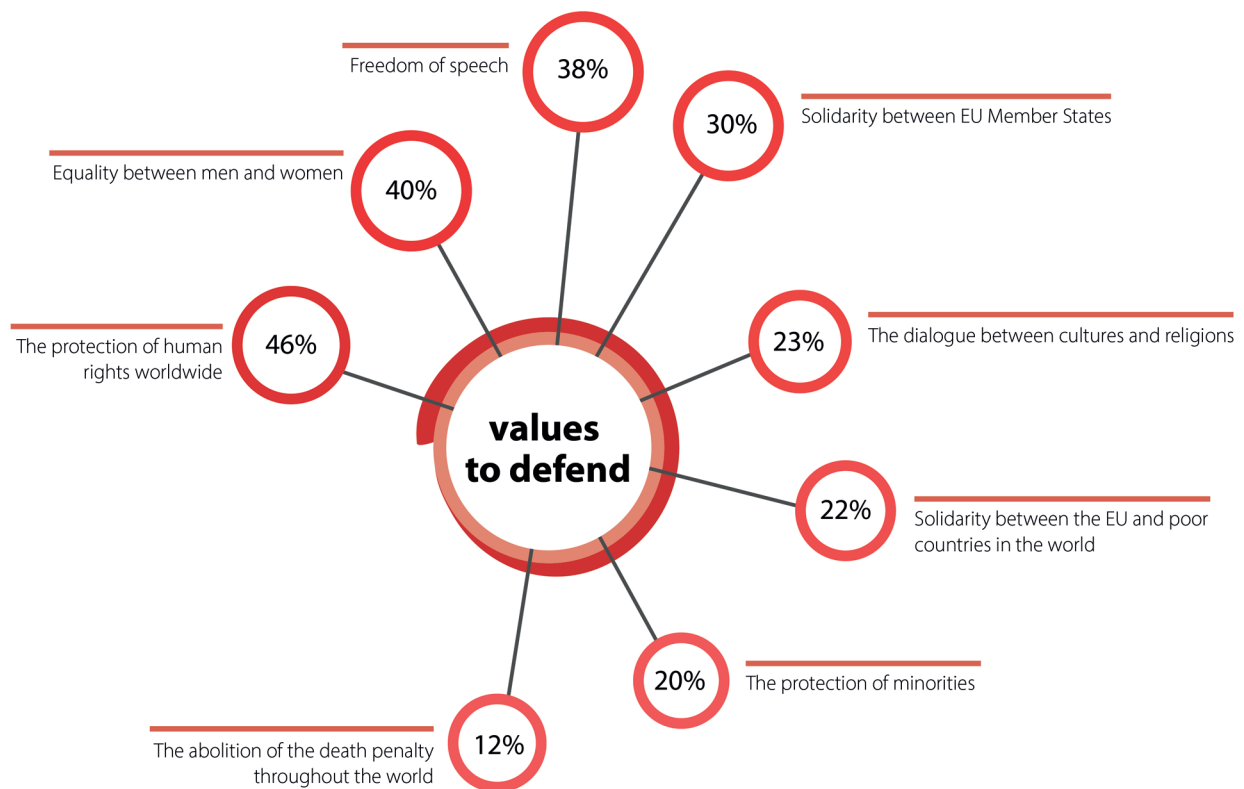 Freedom of speech
38%
30%
Solidarity between EU Member States
Equality between men and women
40%
The protection of human
rights worldwide
46%
23%
The dialogue between cultures and religions
values
to defend
22%
Solidarity between the EU and poor
countries in the world
20%
The protection of minorities
The abolition of the death penalty
throughout the world
12%